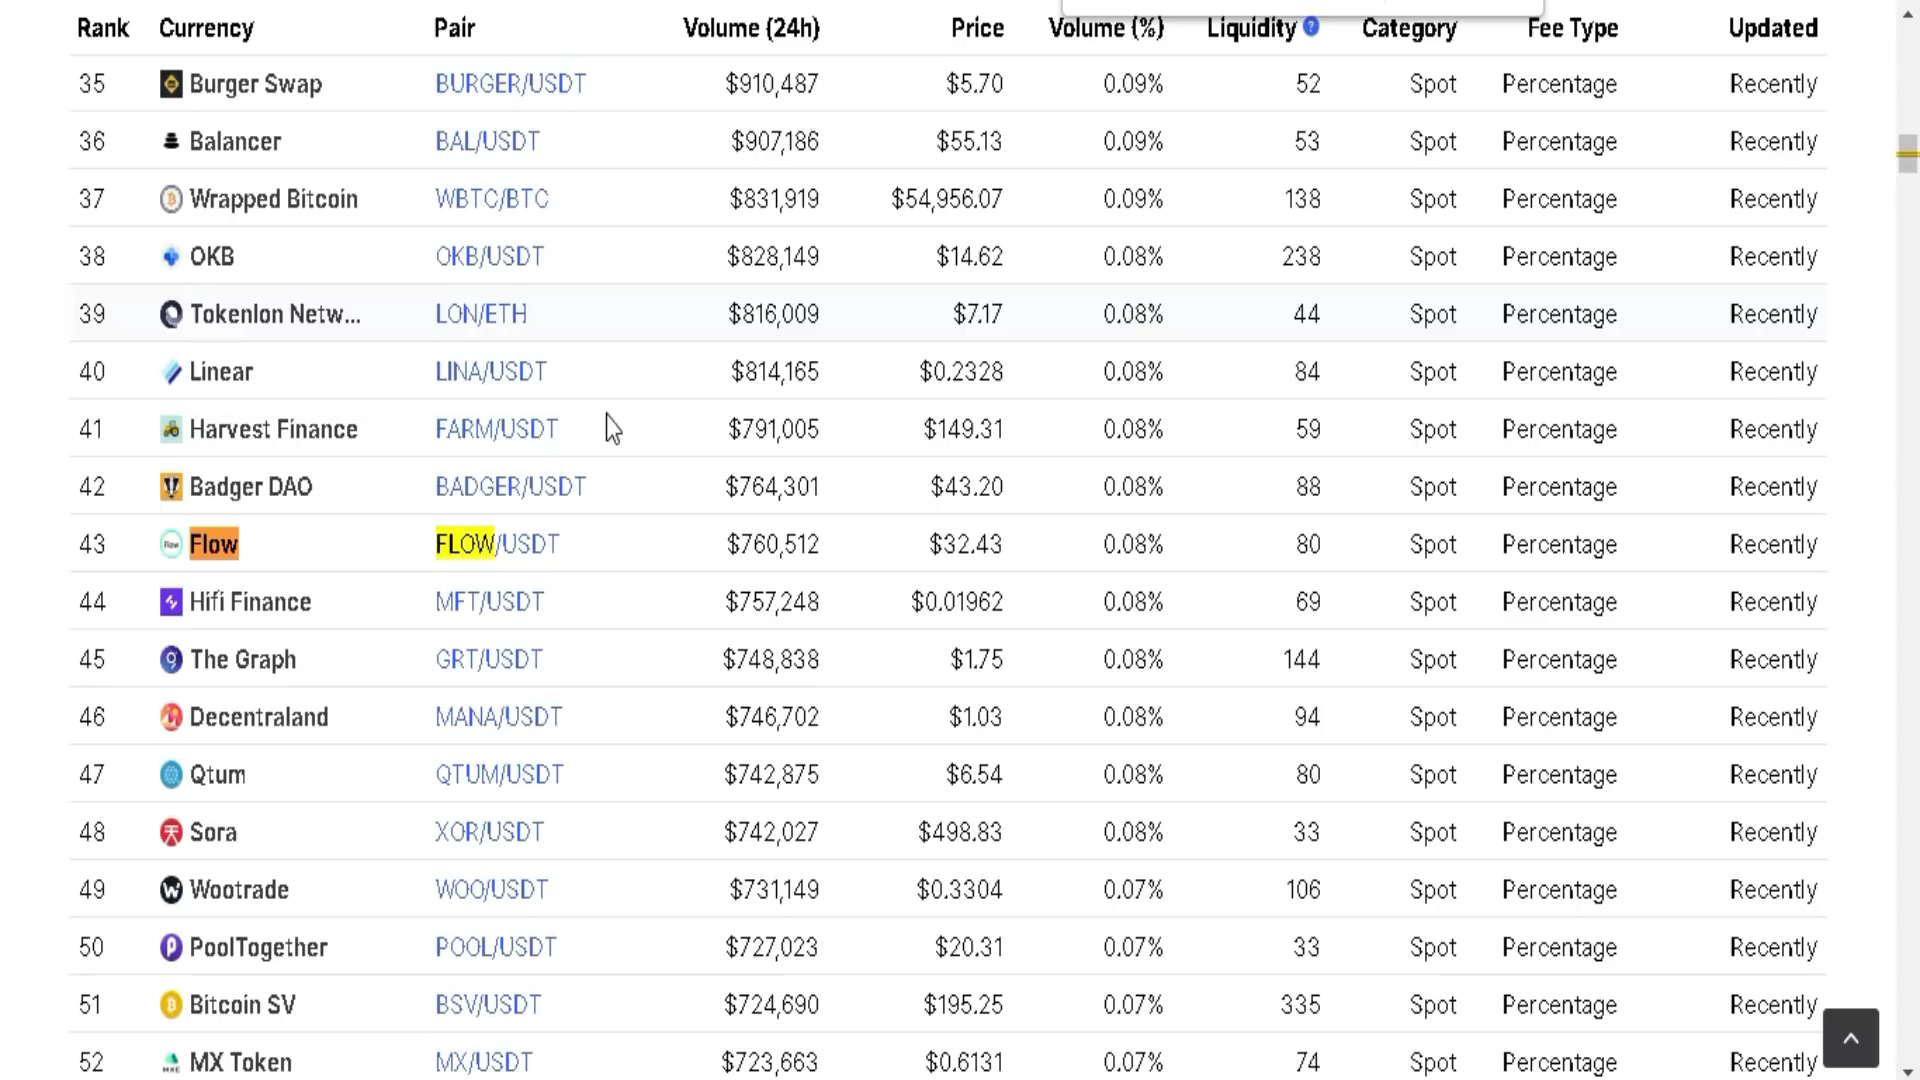 Rank Currency Pair Volume (24h) Price Volume (%) Liquidity ? Category Fee Type Updated
35 Burger Swap BURGER/USDT $910,487 $5.70 0.09% 52 Spot Percentage Recently
36 Balancer BAL/USDT $907,186 $55.13 0.09% 53 Spot Percentage Recently
37 Wrapped Bitcoin WBTC/BTC $831,919 $54,956.07 0.09% 138 Spot Percentage Recently
38 OKB OKB/USDT $828,149 $14.62 0.08% 238 Spot Percentage Recently
39 Tokenlon Netw... LON/ETH $816,009 $7.17 0.08% 44 Spot Percentage Recently
40 Linear LINA/USDT $814,165 $0.2328 0.08% 84 Spot Percentage Recently
41 Harvest Finance FARM/USDT $791,005 $149.31 0.08% 59 Spot Percentage Recently
42 Badger DAO BADGER/USDT $764,301 $43.20 0.08% 88 Spot Percentage Recently
43 Flow FLOW/USDT $760,512 $32.43 0.08% 80 Spot Percentage Recently
44 Hifi Finance MFT/USDT $757,248 $0.01962 0.08% 69 Spot Percentage Recently
45 The Graph GRT/USDT $748,838 $1.75 0.08% 144 Spot Percentage Recently
46 Decentraland MANA/USDT $746,702 $1.03 0.08% 94 Spot Percentage Recently
47 Qtum QTUM/USDT $742,875 $6.54 0.08% 80 Spot Percentage Recently
48 Sora XOR/USDT $742,027 $498.83 0.08% 33 Spot Percentage Recently
49 Wootrade WOO/USDT $731,149 $0.3304 0.07% 106 Spot Percentage Recently
50 PoolTogether POOL/USDT $727,023 $20.31 0.07% 33 Spot Percentage Recently
51 Bitcoin SV BSV/USDT $724,690 $195.25 0.07% 335 Spot Percentage Recently
52 MX Token MX/USDT $723,663 $0.6131 0.07% 74 Spot Percentage Recently